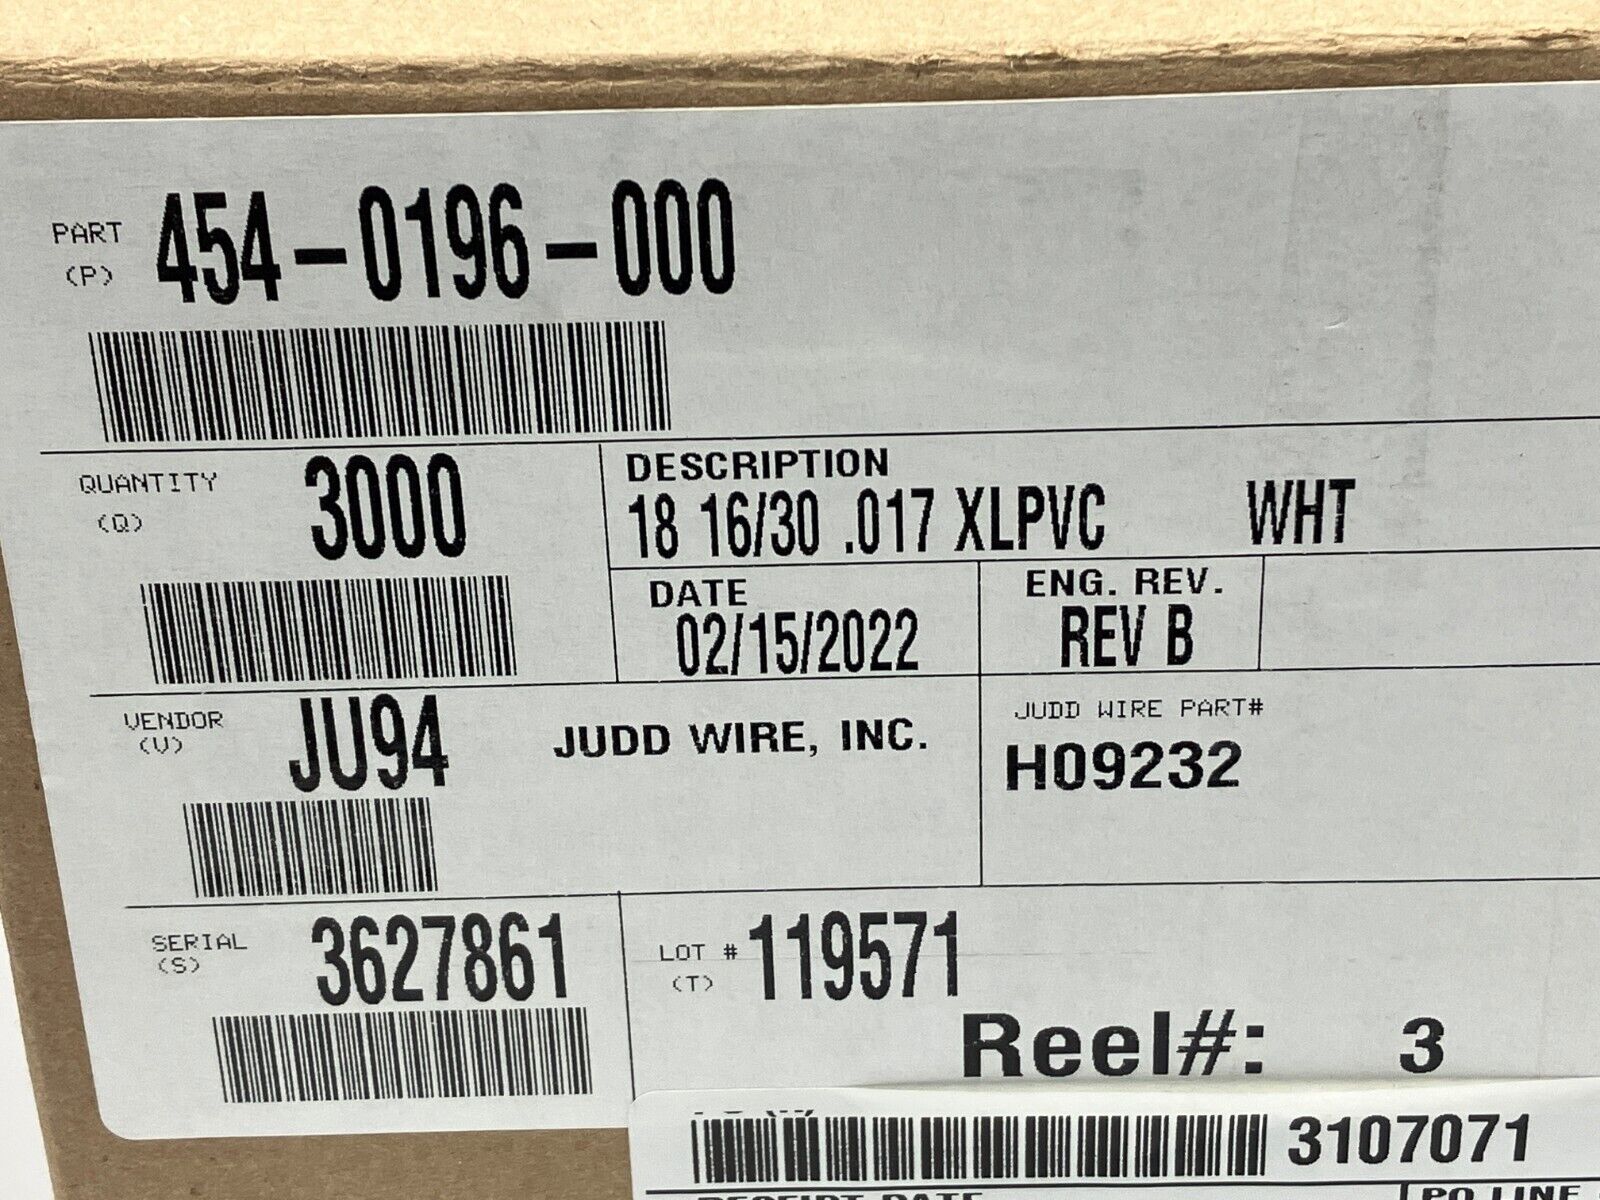 PART 454-0196-000
(P)
QUANTITY 3000
(Q)
DESCRIPTION
18 16/30 .017 XLPVC WHT
DATE
02/15/2022
ENG. REV.
REV B
VENDOR JU94 JUDD WIRE, INC.
(V)
JUDD WIRE PART#
H09232
SERIAL 3627861
(S)
LOT # 119571
(T)
Reel#: 3
3107071
RECEIPT DATE
PO LINE